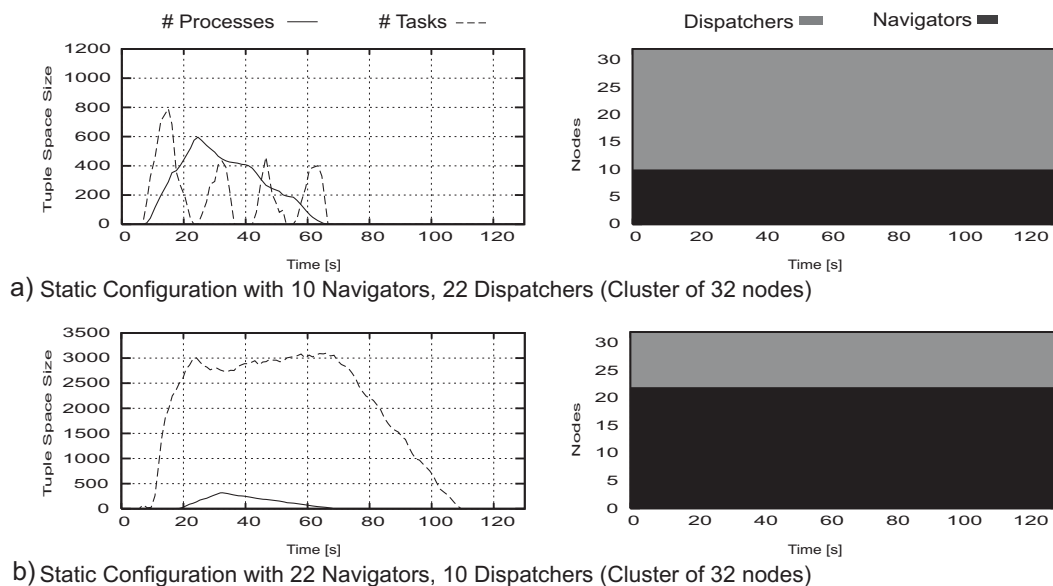 # Processes # Tasks Dispatchers Navigators
1200
1000
800
600
400
200
0
Tuple Space Size
0 20 40 60 80 100 120
Time [s]
30
25
20
15
10
5
0
Nodes
0 20 40 60 80 100 120
Time [s]
a) Static Configuration with 10 Navigators, 22 Dispatchers (Cluster of 32 nodes)
3500
3000
2500
2000
1500
1000
500
0
Tuple Space Size
0 20 40 60 80 100 120
Time [s]
30
25
20
15
10
5
0
Nodes
0 20 40 60 80 100 120
Time [s]
b) Static Configuration with 22 Navigators, 10 Dispatchers (Cluster of 32 nodes)